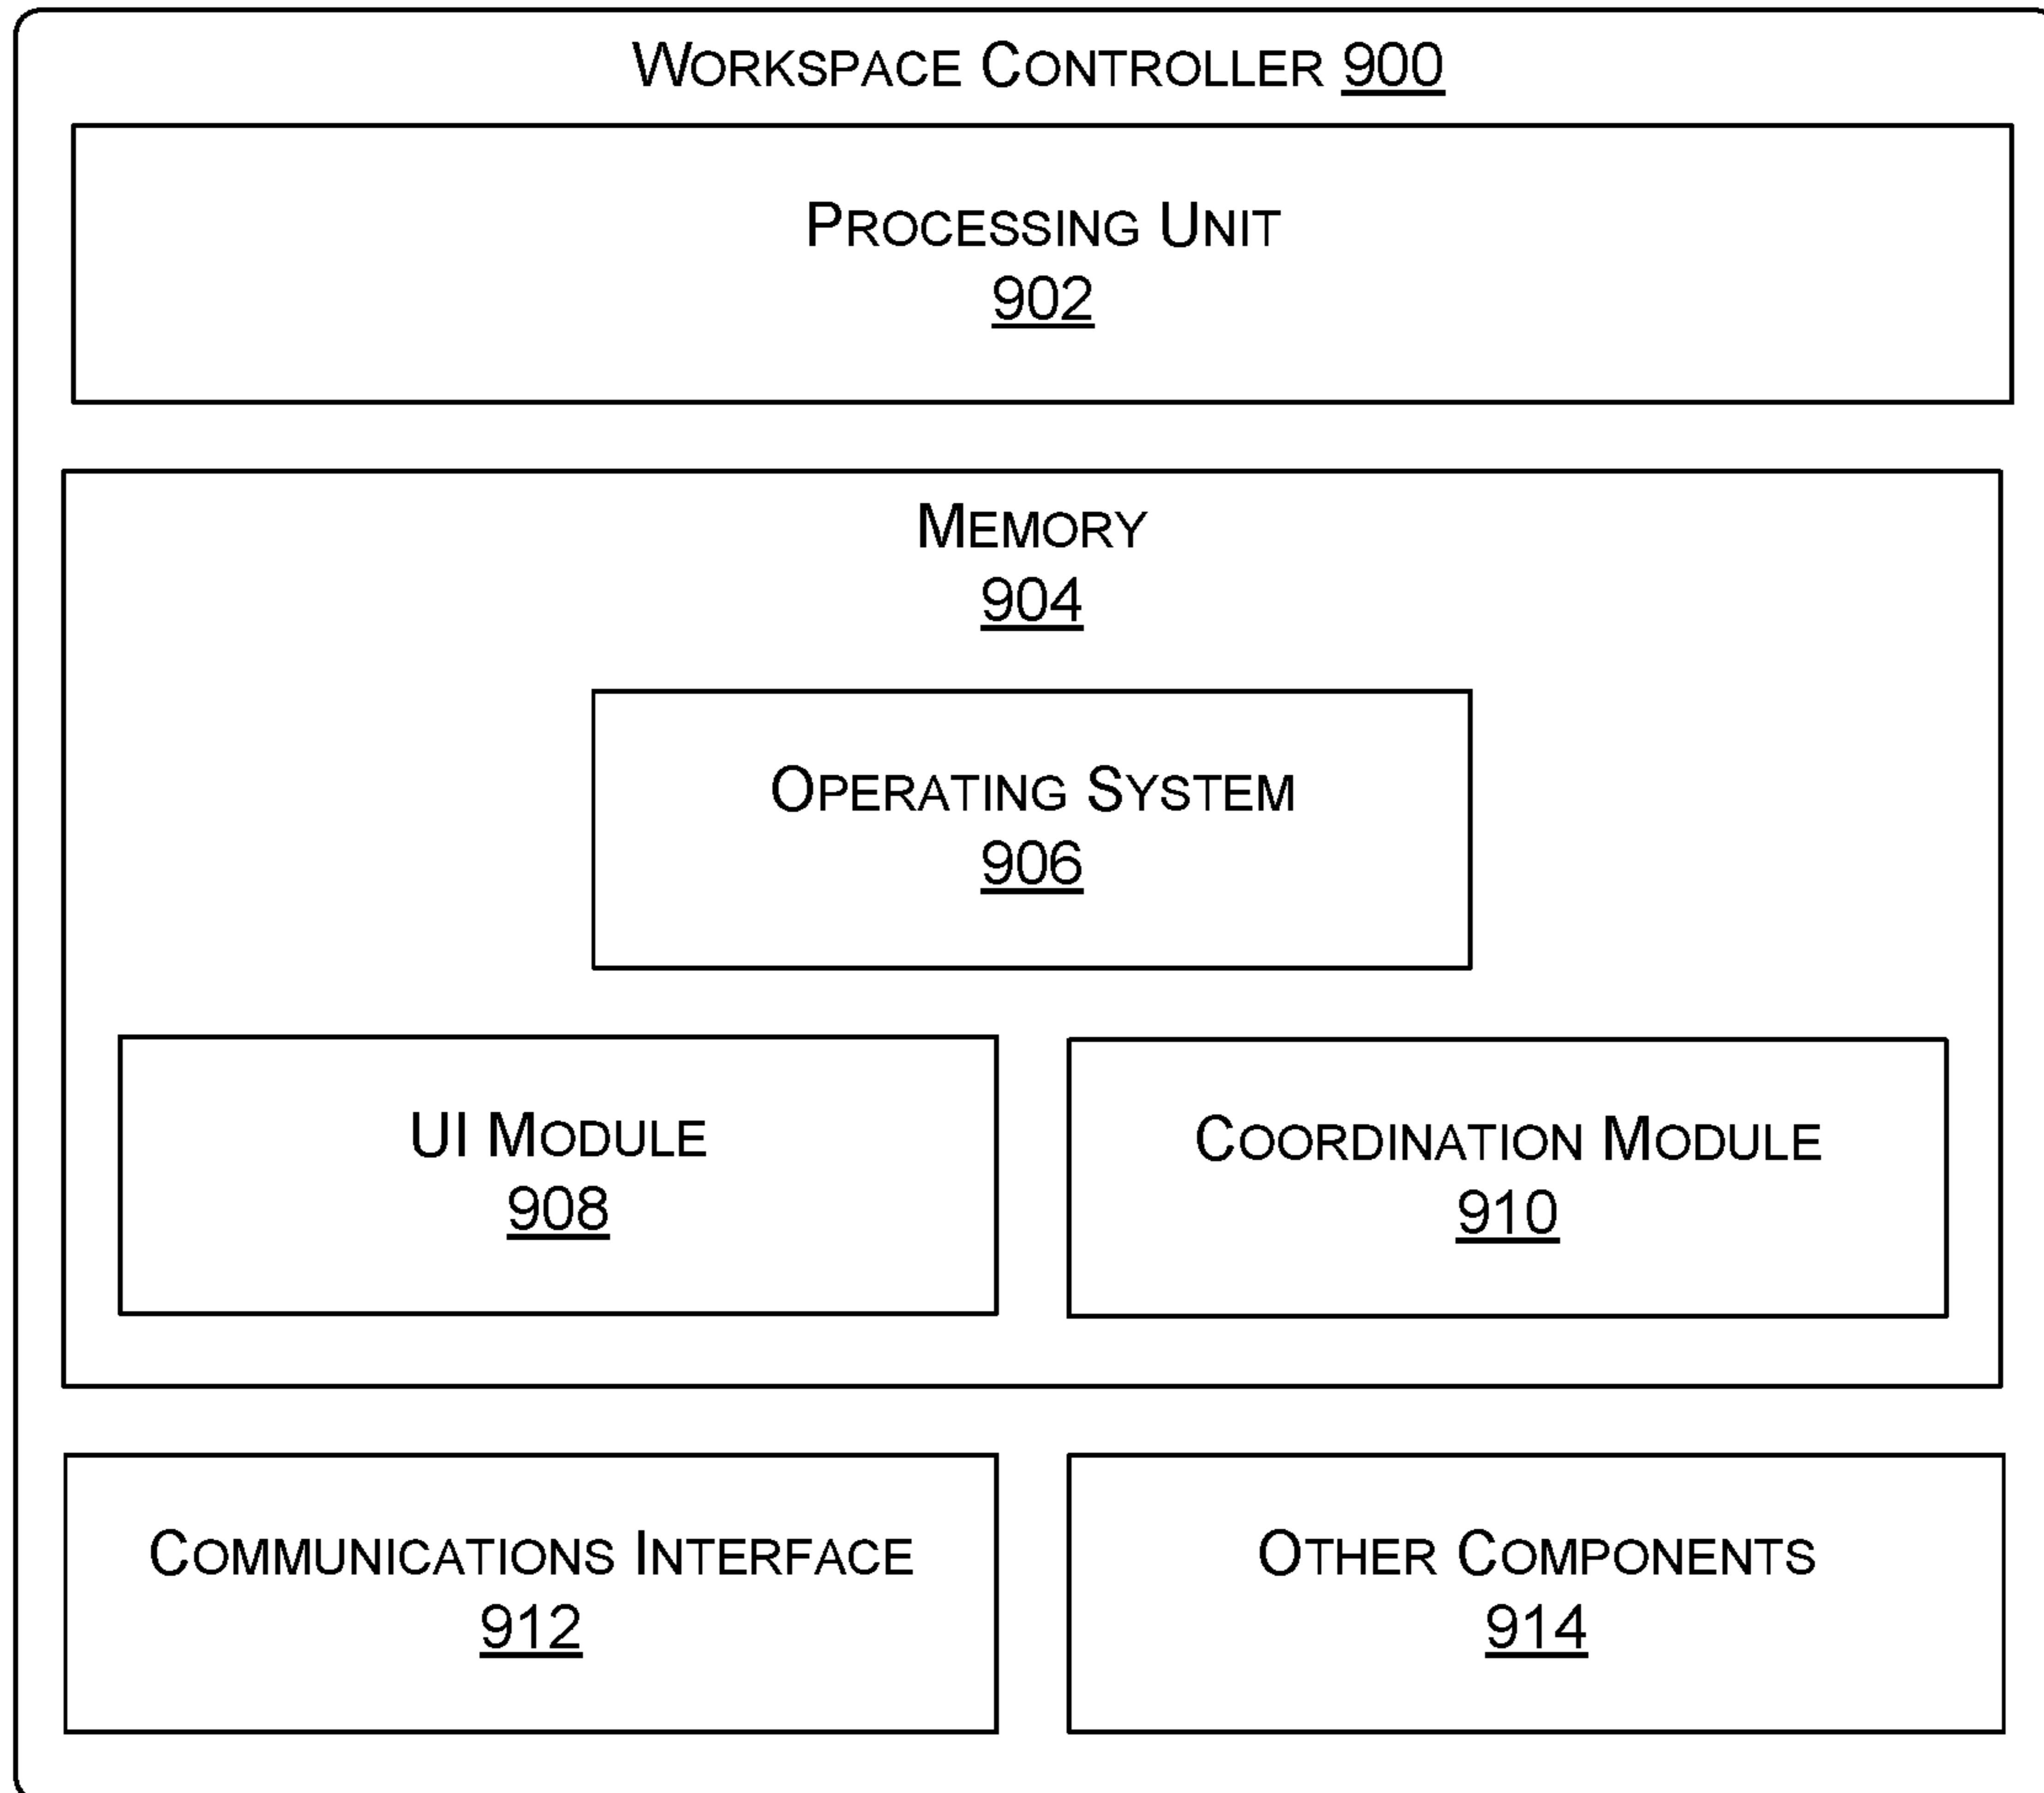 WORKSPACE CONTROLLER 900
PROCESSING UNIT
902
MEMORY
904
OPERATING SYSTEM
906
UI MODULE
908
COORDINATION MODULE
910
COMMUNICATIONS INTERFACE
912
OTHER COMPONENTS
914